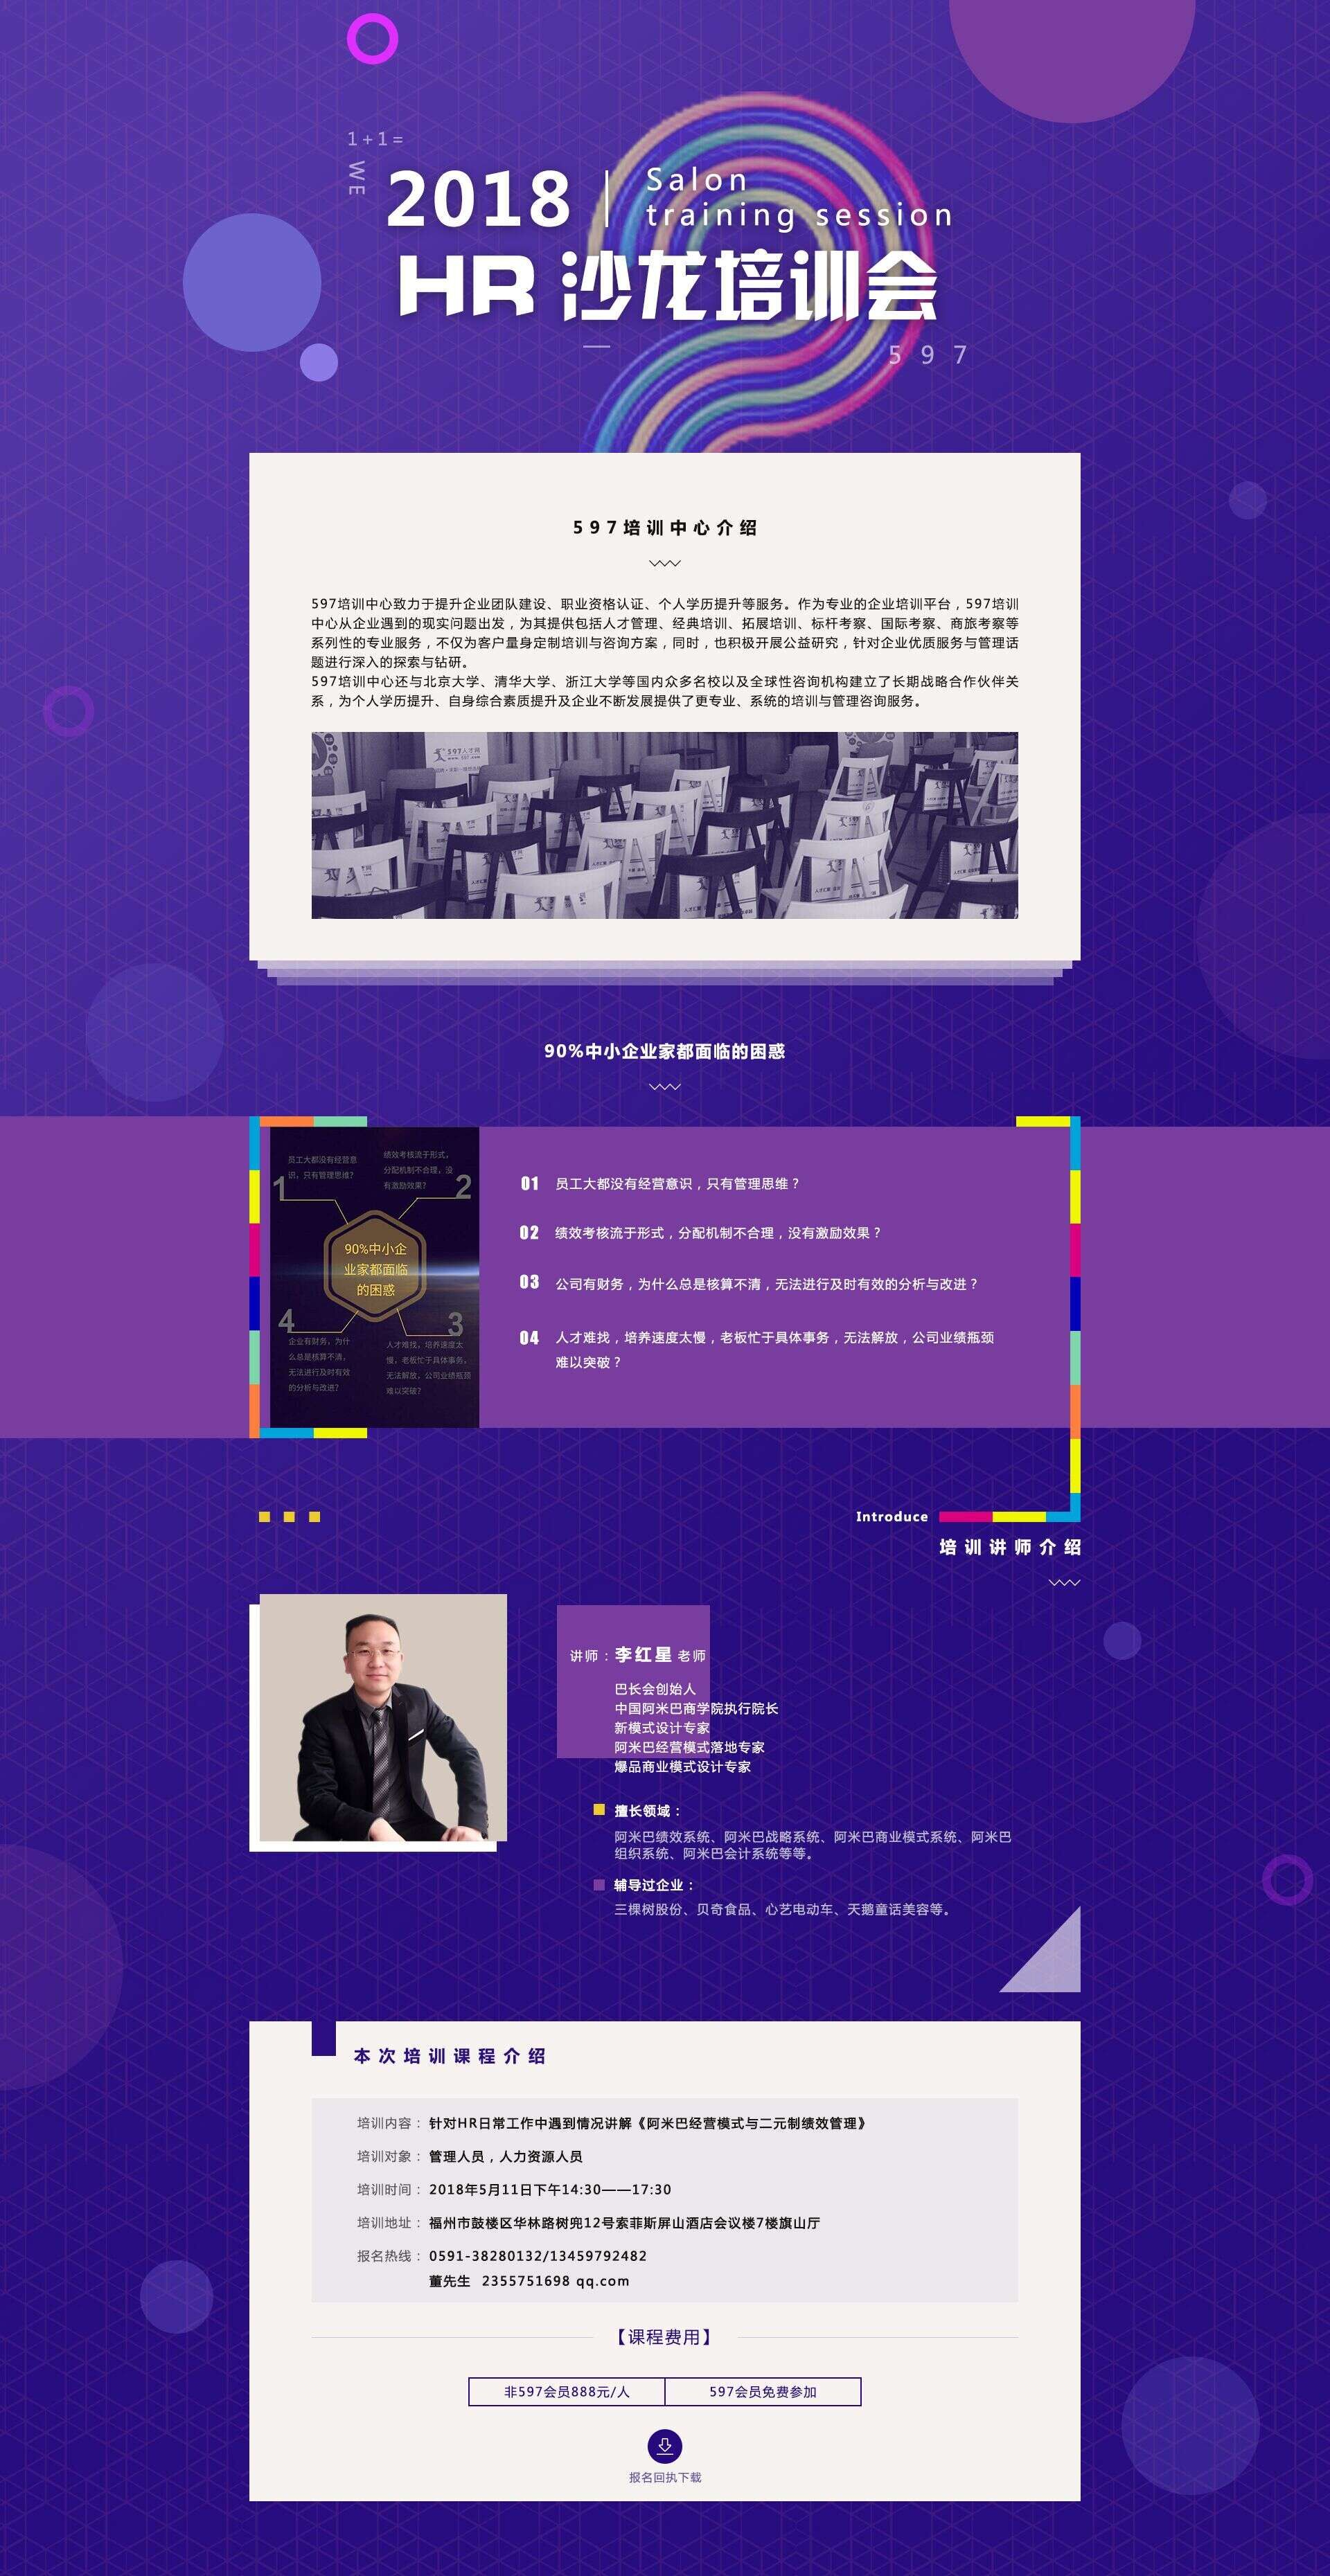 1+1=
WE
2018
Salon
training session
HR 沙龙培训会
597
597培训中心介绍
597培训中心致力于提升企业团队建设、职业资格认证、个人学历提升等服务。作为专业的企业培训平台，597培训
中心从企业遇到的现实问题出发，为其提供包括人才管理、经典培训、拓展培训、标杆考察、国际考察、商旅考察等
系列性的专业服务，不仅为客户量身定制培训与咨询方案，同时，也积极开展公益研究，针对企业优质服务与管理话
题进行深入的探索与钻研。
597培训中心还与北京大学、清华大学、浙江大学等国内众多名校以及全球性咨询机构建立了长期战略合作伙伴关
系，为个人学历提升、自身综合素质提升及企业不断发展提供了更专业、系统的培训与管理咨询服务。
597人才网
90%中小企业家都面临的困惑
1
员工大都没有经营意
识，只有管理思维?
2
绩效考核流于形式，
分配机制不合理，没
有激励效果?
90%中小企
业家都面临
的困惑
4
企业有财务，为什
么总是核算不清，
无法进行及时有效
的分析与改进?
3
人才难找，培养速度太
慢，老板忙于具体事务，
无法解放，公司业绩瓶颈
难以突破?
01 员工大都没有经营意识，只有管理思维？
02 绩效考核流于形式，分配机制不合理，没有激励效果？
03 公司有财务，为什么总是核算不清，无法进行及时有效的分析与改进？
04 人才难找，培养速度太慢，老板忙于具体事务，无法解放，公司业绩瓶颈
难以突破？
Introduce
培训讲师介绍
讲师：李红星 老师
巴长会创始人
中国阿米巴商学院执行院长
新模式设计专家
阿米巴经营模式落地专家
爆品商业模式设计专家
擅长领域：
阿米巴绩效系统、阿米巴战略系统、阿米巴商业模式系统、阿米巴
组织系统、阿米巴会计系统等等。
辅导过企业：
三棵树股份、贝奇食品、心艺电动车、天鹅童话美容等。
本次培训课程介绍
培训内容：针对HR日常工作中遇到情况讲解《阿米巴经营模式与二元制绩效管理》
培训对象：管理人员，人力资源人员
培训时间：2018年5月11日下午14:30——17:30
培训地址：福州市鼓楼区华林路树兜12号索菲斯屏山酒店会议楼7楼旗山厅
报名热线：0591-38280132/13459792482
董先生 2355751698 qq.com
【课程费用】
非597会员888元/人
597会员免费参加
报名回执下载